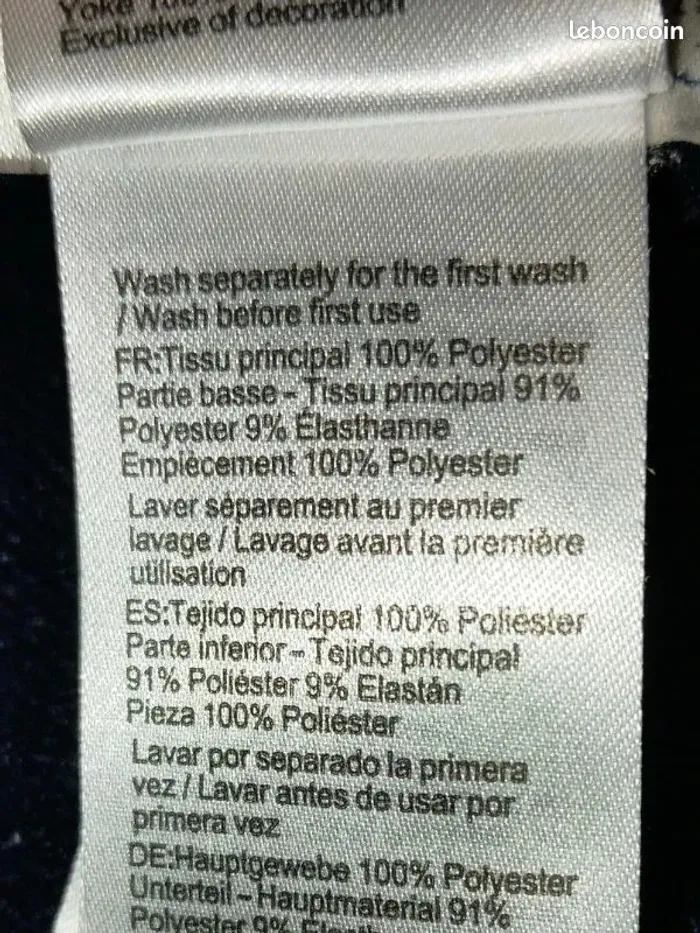 Yoke
Exclusive of decoration
leboncoin
Wash separately for the first wash
/ Wash before first use
FR:Tissu principal 100% Polyester
Partie basse – Tissu principal 91%
Polyester 9% Élasthanne
Empiècement 100% Polyester
Laver séparement au premier
lavage / Lavage avant la première
utilisation
ES:Tejido principal 100% Poliéster
Parte inferior – Tejido principal
91% Poliéster 9% Elastán
Pieza 100% Poliéster
Lavar por separado la primera
vez / Lavar antes de usar por
primera vez
DE:Hauptgewebe 100% Polyester
Unterteil – Hauptmaterial 91%
Polyester 9%